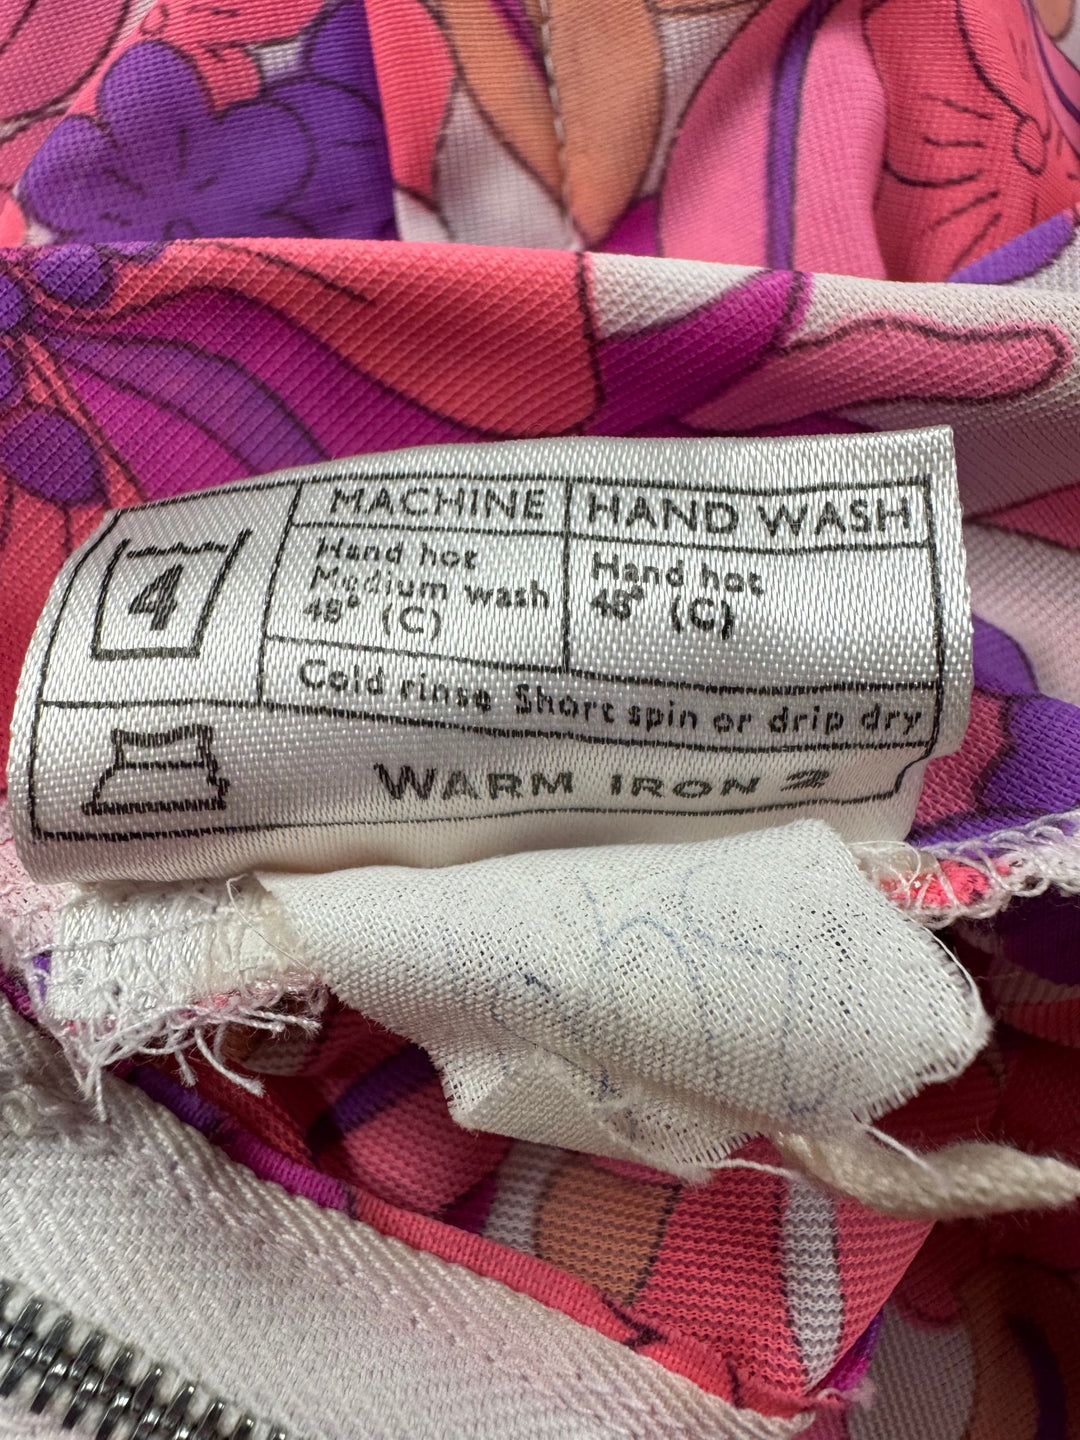 4
MACHINE
Hand hot
Medium wash
48° (C)
HAND WASH
Hand hot
48° (C)
Cold rinse Short spin or drip dry
WARM IRON 2